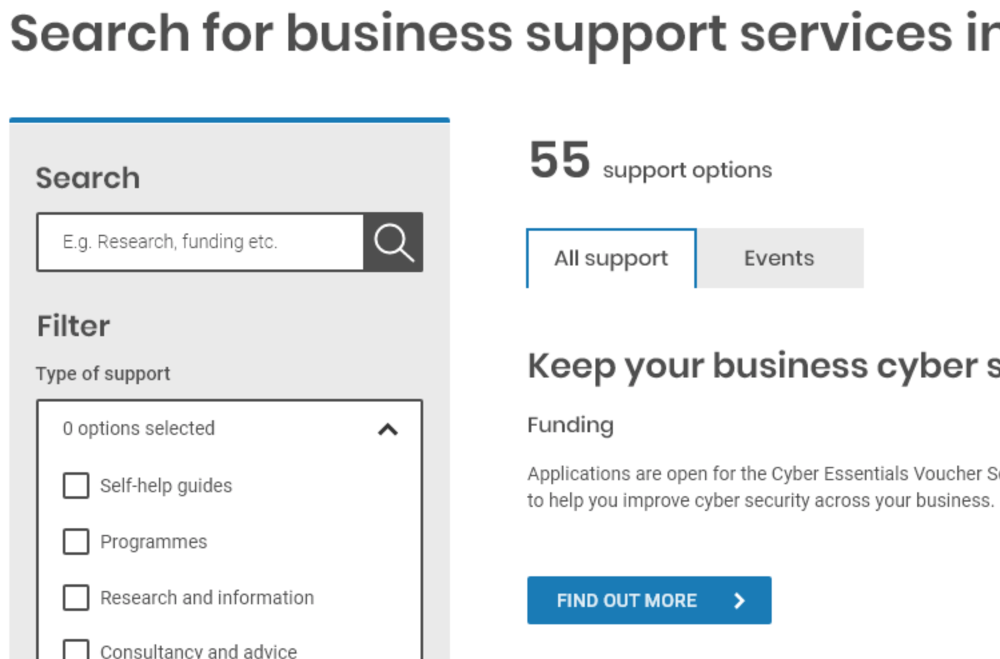 Search for business support services in
Search
E.g. Research, funding etc.
Filter
Type of support
0 options selected
Self-help guides
Programmes
Research and information
Consultancy and advice
55 support options
All support
Events
Keep your business cyber
Funding
Applications are open for the Cyber Essentials Voucher
to help you improve cyber security across your business.
FIND OUT MORE